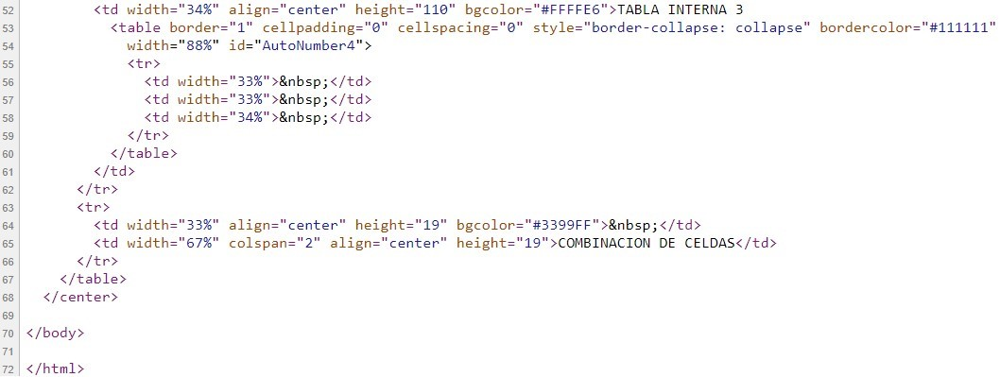 52 <td width="34%" align="center" height="110" bgcolor="#FFFFE6">TABLA INTERNA 3
53 <table border="1" cellpadding="0" cellspacing="0" style="border-collapse: collapse" bordercolor="#111111"
54 width="88%" id="AutoNumber4">
55 <tr>
56 <td width="33%">&nbsp;</td>
57 <td width="33%">&nbsp;</td>
58 <td width="34%">&nbsp;</td>
59 </tr>
60 </table>
61 </td>
62 </tr>
63 <tr>
64 <td width="33%" align="center" height="19" bgcolor="#3399FF">&nbsp;</td>
65 <td width="67%" colspan="2" align="center" height="19">COMBINACION DE CELDAS</td>
66 </tr>
67 </table>
68 </center>
69
70 </body>
71
72 </html>